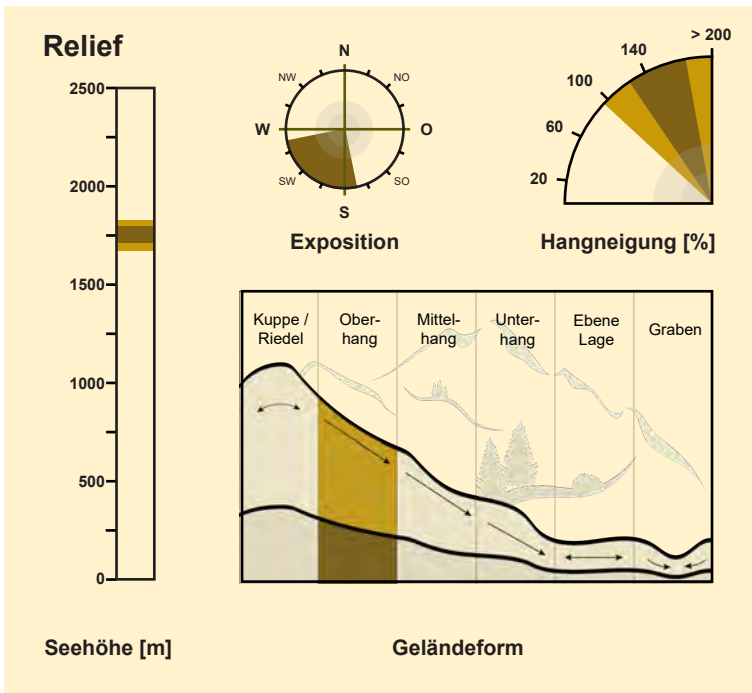 Relief
2500
2000
1500
1000
500
0
Seehöhe [m]
N
NW
NO
W
O
SW
SO
S
Exposition
> 200
140
100
60
20
Hangneigung [%]
Kuppe /
Riedel
Ober-
hang
Mittel-
hang
Unter-
hang
Ebene
Lage
Graben
Geländeform